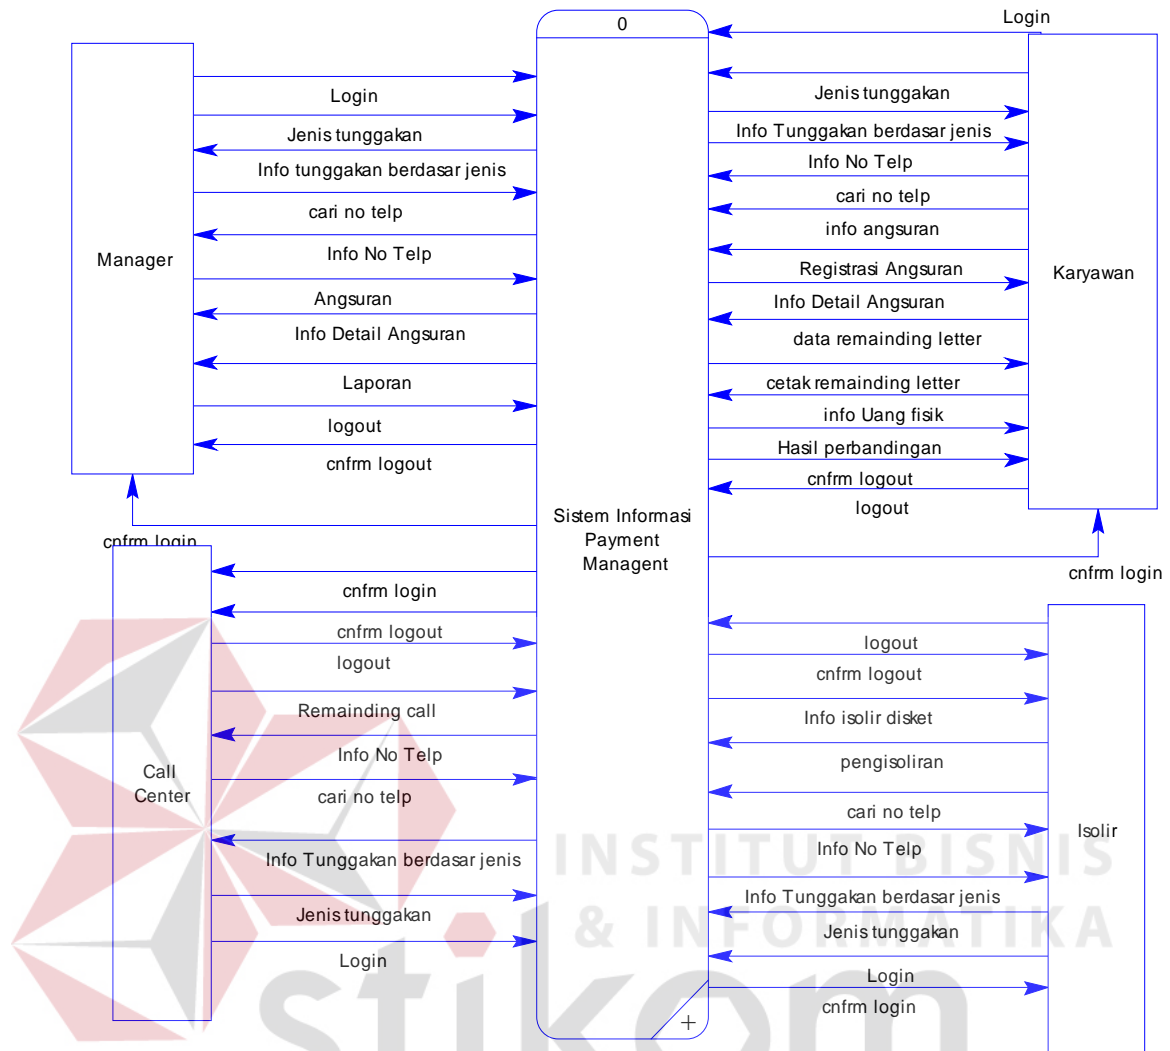 0
Login
Login
Jenis tunggakan
Info tunggakan berdasar jenis
cari no telp
Info No Telp
Angsuran
Info Detail Angsuran
Laporan
logout
cnfrm logout
Manager
cnfrm login
Jenis tunggakan
Info Tunggakan berdasar jenis
Info No Telp
cari no telp
info angsuran
Registrasi Angsuran
Info Detail Angsuran
data remainding letter
cetak remainding letter
info Uang fisik
Hasil perbandingan
cnfrm logout
logout
Karyawan
cnfrm login
Sistem Informasi
Payment
Managent
cnfrm login
cnfrm logout
logout
Remainding call
Info No Telp
cari no telp
Info Tunggakan berdasar jenis
Jenis tunggakan
Login
Call
Center
logout
cnfrm logout
Info isolir disket
pengisoliran
cari no telp
Info No Telp
Info Tunggakan berdasar jenis
Jenis tunggakan
Login
cnfrm login
Isolir
+
INSTITUT BISNIS
& INFORMATIKA
stikom